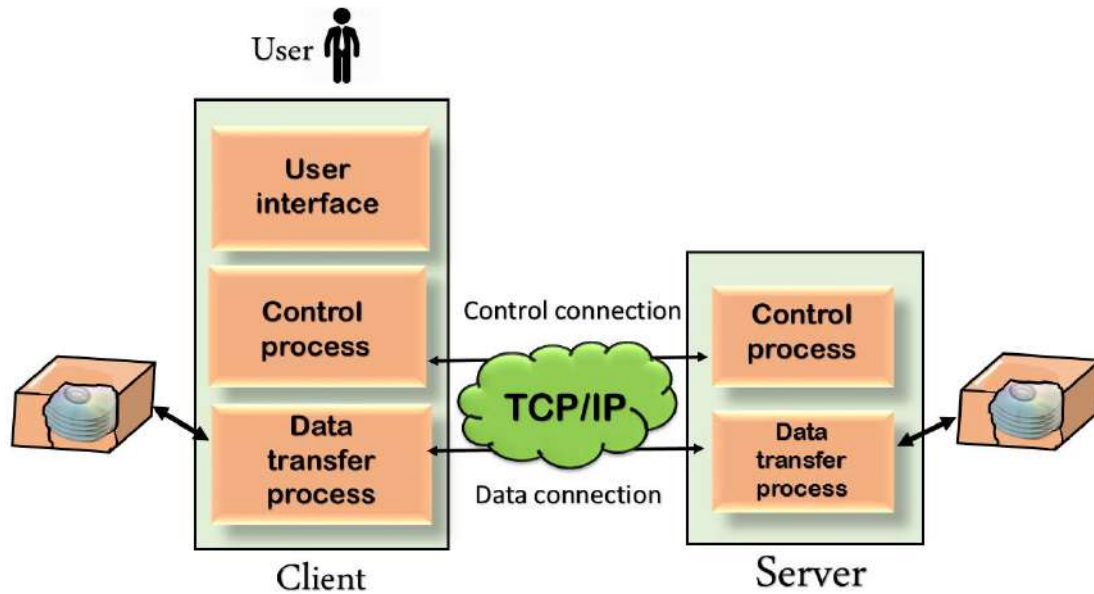 User
User
interface
Control
process
Data
transfer
process
Client
Control connection
TCP/IP
Data connection
Control
process
Data
transfer
process
Server